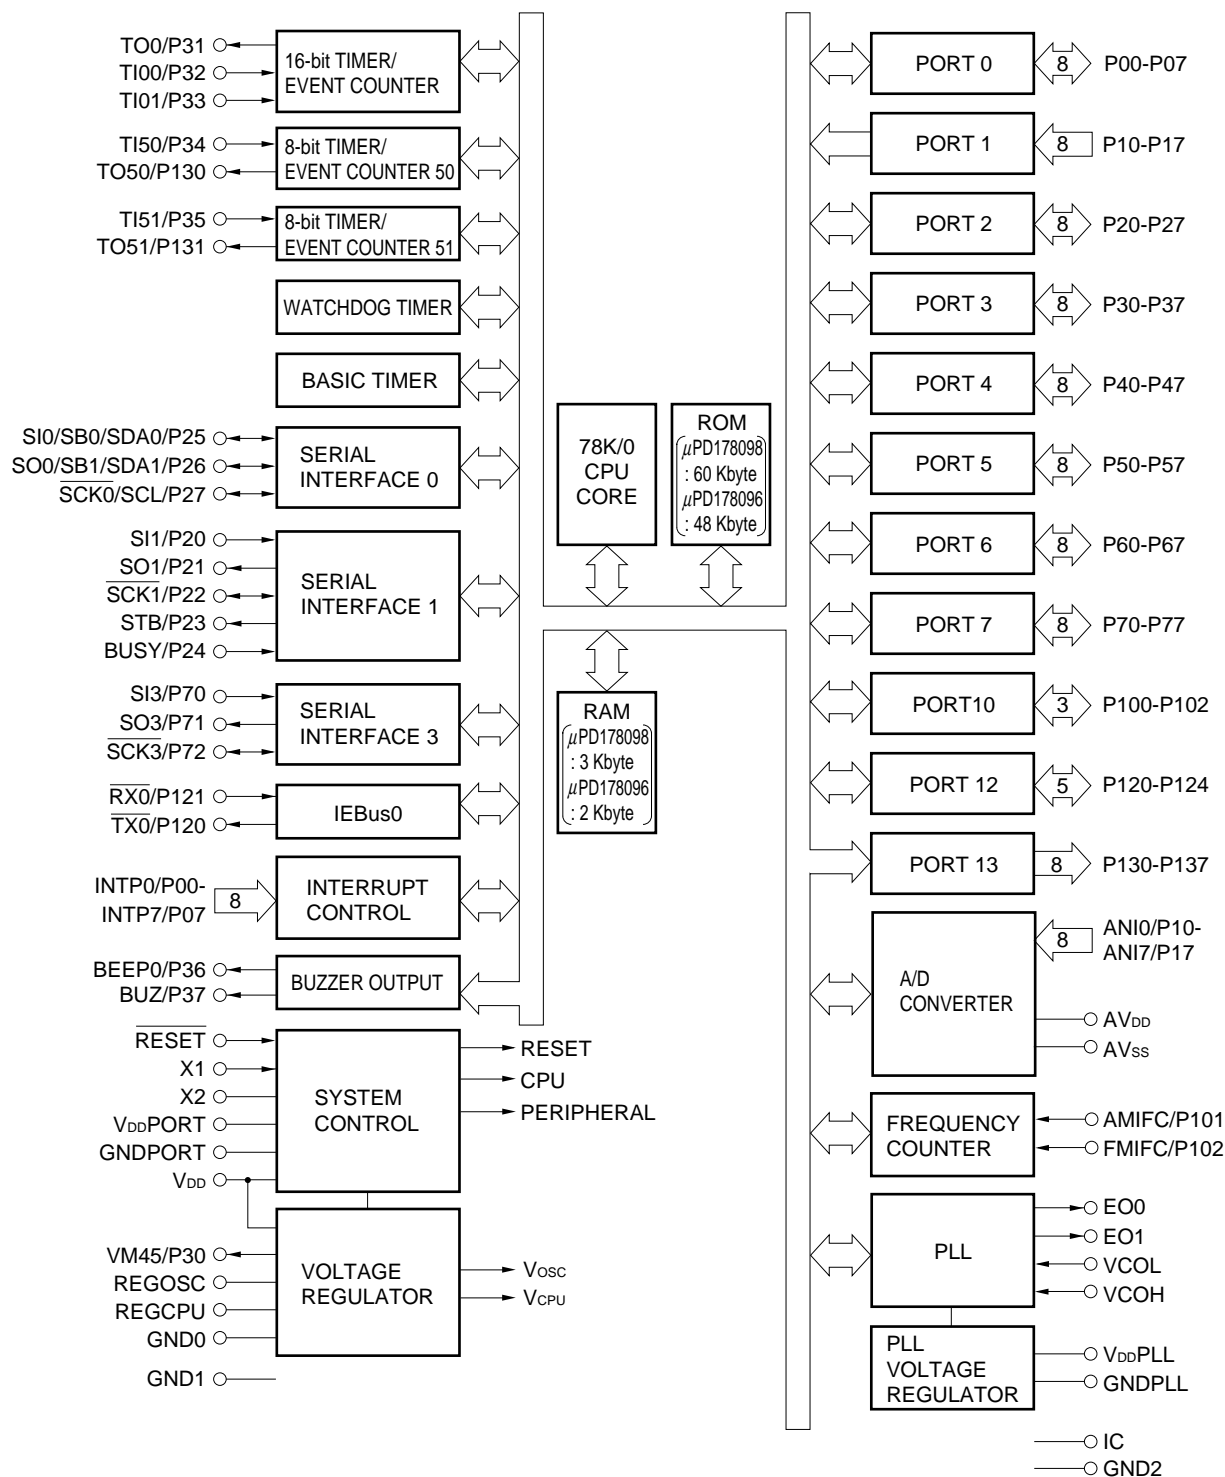 TO0/P31
TI00/P32
TI01/P33
16-bit TIMER/
EVENT COUNTER
TI50/P34
TO50/P130
8-bit TIMER/
EVENT COUNTER 50
TI51/P35
TO51/P131
8-bit TIMER/
EVENT COUNTER 51
WATCHDOG TIMER
BASIC TIMER
SI0/SB0/SDA0/P25
SO0/SB1/SDA1/P26
SCK0/SCL/P27
SERIAL
INTERFACE 0
SI1/P20
SO1/P21
SCK1/P22
STB/P23
BUSY/P24
SERIAL
INTERFACE 1
SI3/P70
SO3/P71
SCK3/P72
SERIAL
INTERFACE 3
RX0/P121
TX0/P120
IEBus0
INTP0/P00-
INTP7/P07
8
INTERRUPT
CONTROL
BEEP0/P36
BUZ/P37
BUZZER OUTPUT
RESET
X1
X2
VDDPORT
GNDPORT
VDD
SYSTEM
CONTROL
RESET
CPU
PERIPHERAL
VM45/P30
REGOSC
REGCPU
GND0
GND1
VOLTAGE
REGULATOR
VOSC
VCPU
78K/0
CPU
CORE
ROM
μPD178098
: 60 Kbyte
μPD178096
: 48 Kbyte
RAM
μPD178098
: 3 Kbyte
μPD178096
: 2 Kbyte
PORT 0
8
P00-P07
PORT 1
8
P10-P17
PORT 2
8
P20-P27
PORT 3
8
P30-P37
PORT 4
8
P40-P47
PORT 5
8
P50-P57
PORT 6
8
P60-P67
PORT 7
8
P70-P77
PORT10
3
P100-P102
PORT 12
5
P120-P124
PORT 13
8
P130-P137
A/D
CONVERTER
8
ANI0/P10-
ANI7/P17
AVDD
AVSS
FREQUENCY
COUNTER
AMIFC/P101
FMIFC/P102
PLL
EO0
EO1
VCOL
VCOH
PLL
VOLTAGE
REGULATOR
VDDPLL
GNDPLL
IC
GND2